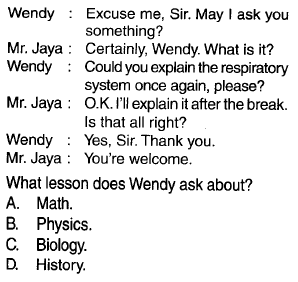 Wendy : Excuse me, Sir. May I ask you
something?
Mr. Jaya : Certainly, Wendy. What is it?
Wendy : Could you explain the respiratory
system once again, please?
Mr. Jaya : O.K. I'll explain it after the break.
Is that all right?
Wendy : Yes, Sir. Thank you.
Mr. Jaya : You're welcome.
What lesson does Wendy ask about?
A. Math.
B. Physics.
C. Biology.
D. History.